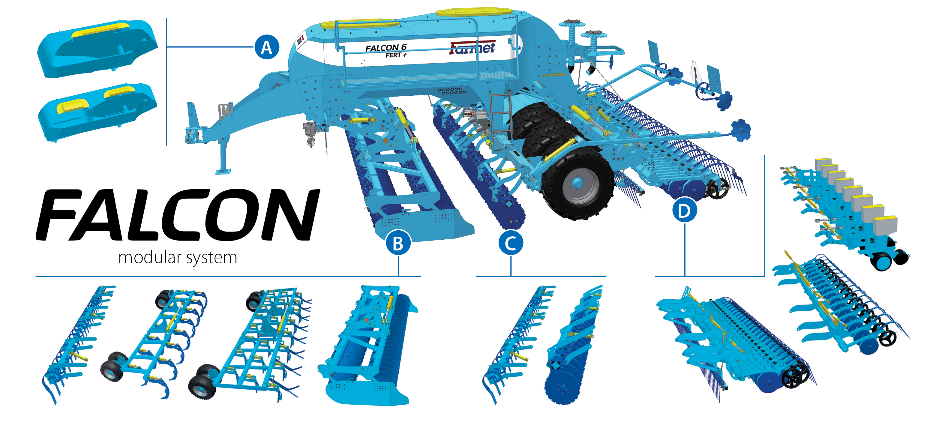 A
FALCON 6
FERT+
Farmet
FALCON
modular system
B
C
D